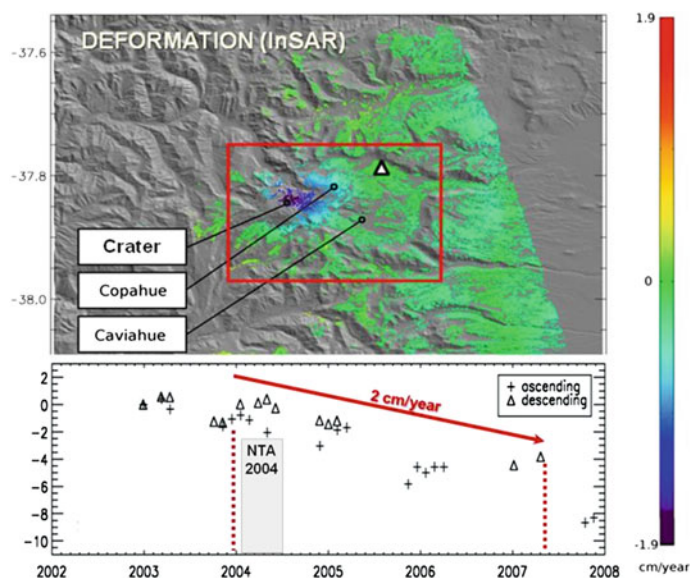 DEFORMATION (InSAR)
1.9
-37.6
-37.8
-38.0
Crater
Copahue
Caviahue
0
-1.9
cm/year
2
0
-2
-4
-6
-8
-10
2 cm/year
NTA
2004
+ oscending
△ descending
2002 2003 2004 2005 2006 2007 2008